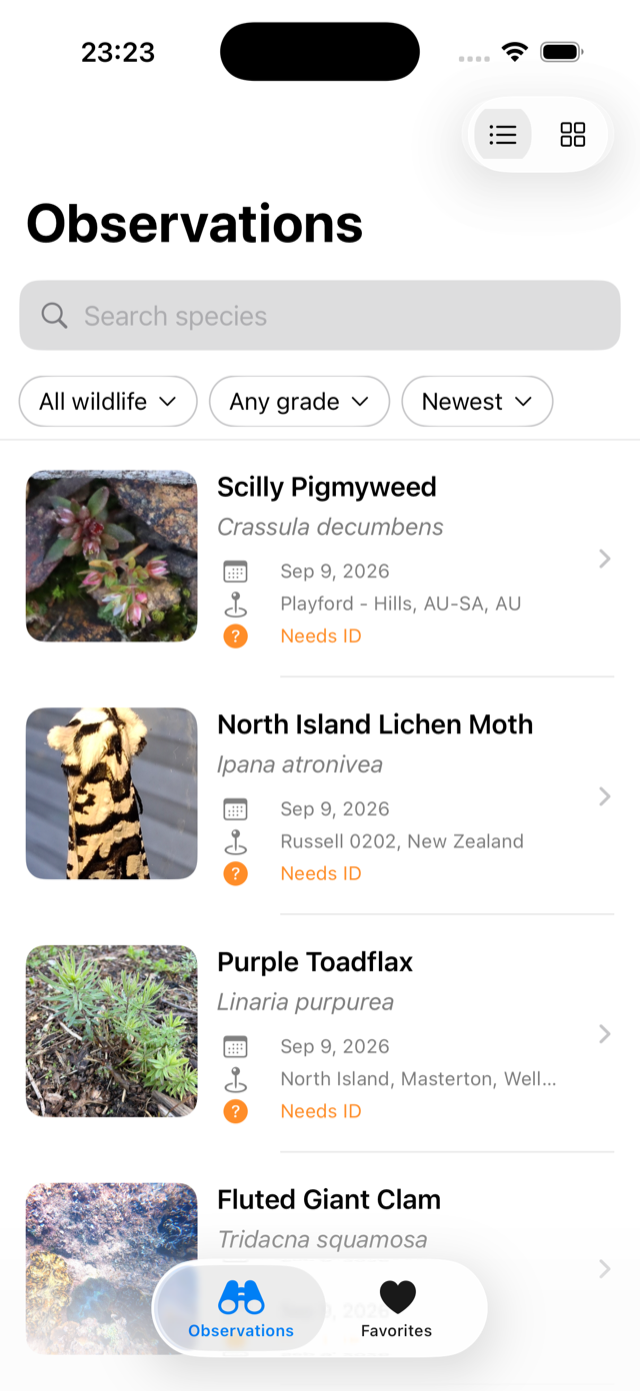 23:23
Observations
Search species
All wildlife
Any grade
Newest
Scilly Pigmyweed
Crassula decumbens
Sep 9, 2026
Playford - Hills, AU-SA, AU
?
Needs ID
North Island Lichen Moth
Ipana atronivea
Sep 9, 2026
Russell 0202, New Zealand
?
Needs ID
Purple Toadflax
Linaria purpurea
Sep 9, 2026
North Island, Masterton, Well...
?
Needs ID
Fluted Giant Clam
Tridacna squamosa
Observations
Favorites